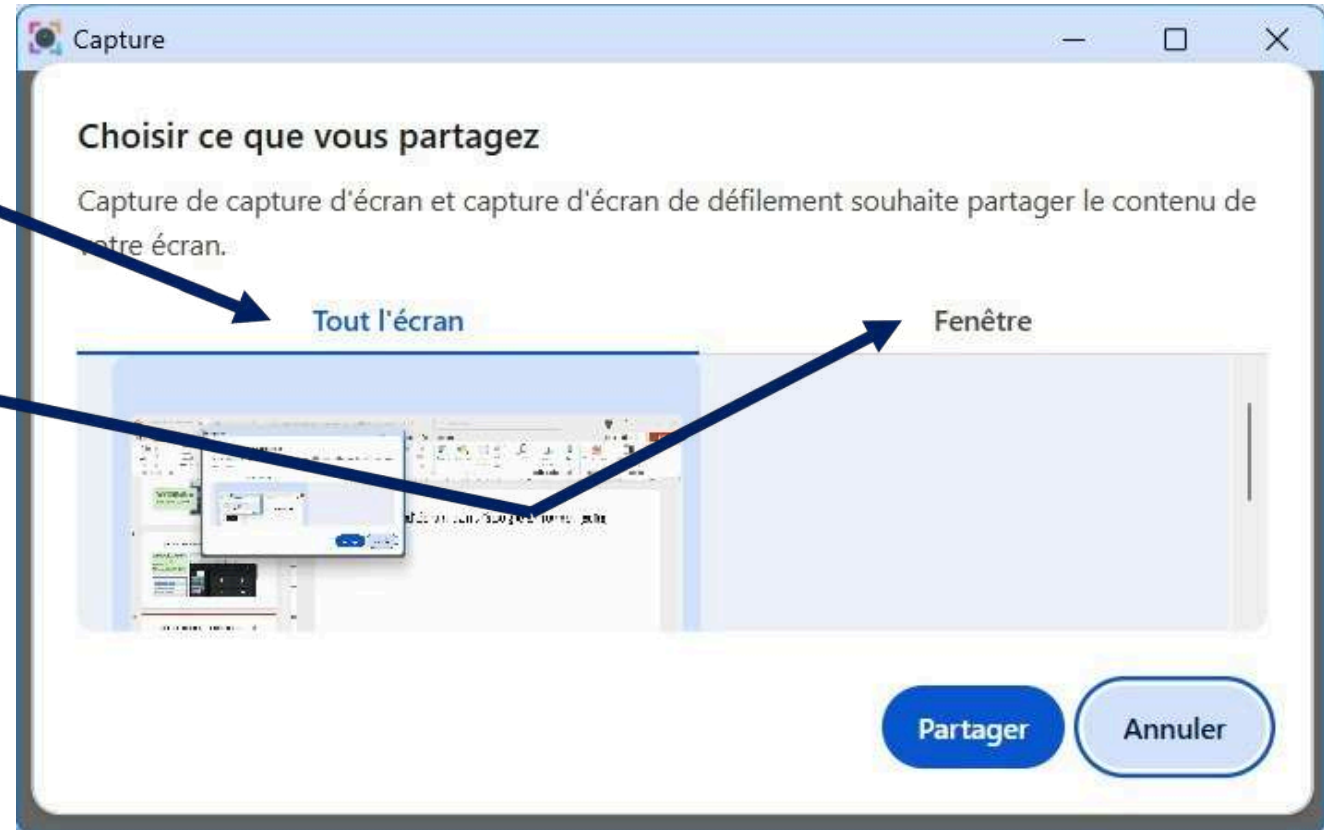 Capture
Choisir ce que vous partagez
Capture de capture d'écran et capture d'écran de défilement souhaite partager le contenu de
votre écran.
Tout l'écran
Fenêtre
Partager
Annuler